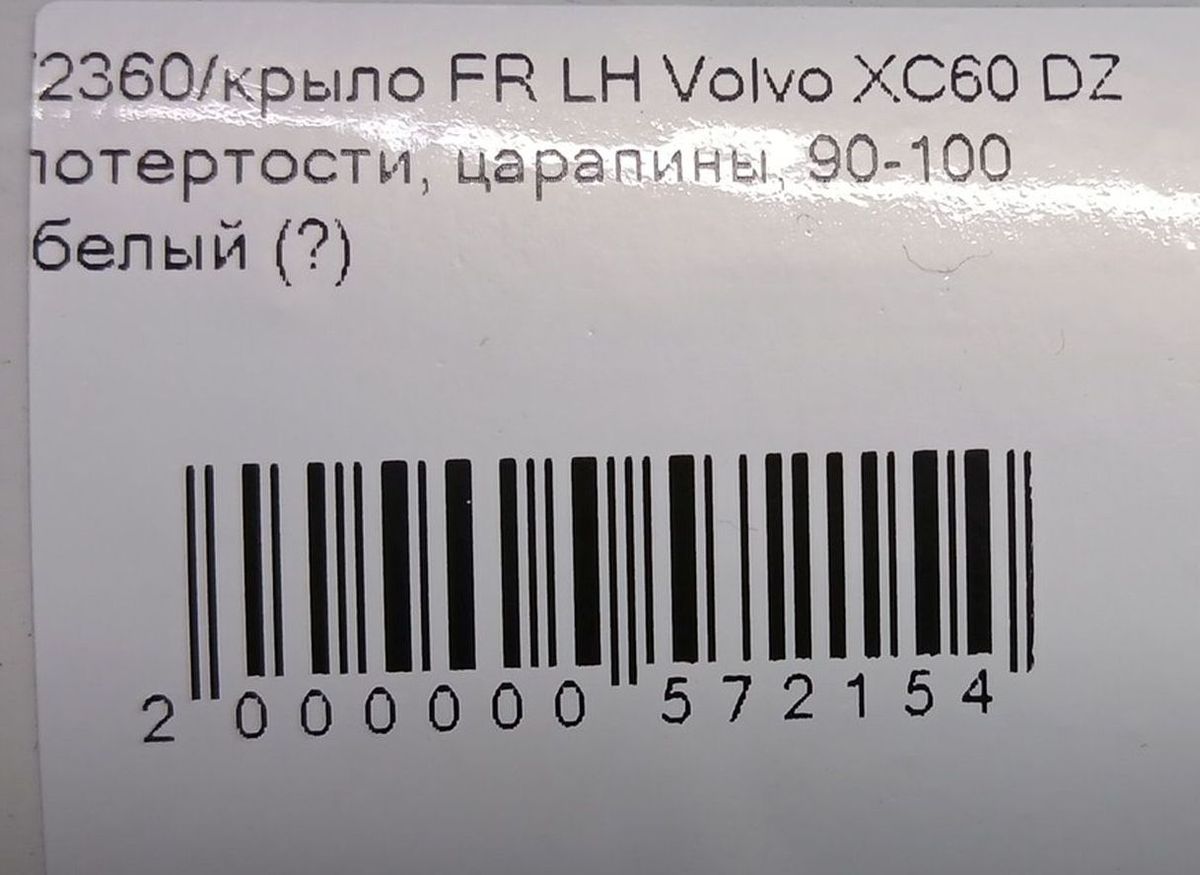 2360/крыло FR LH Volvo XC60 DZ
потертости, царапины, 90-100
белый (?)
2 000000 572154